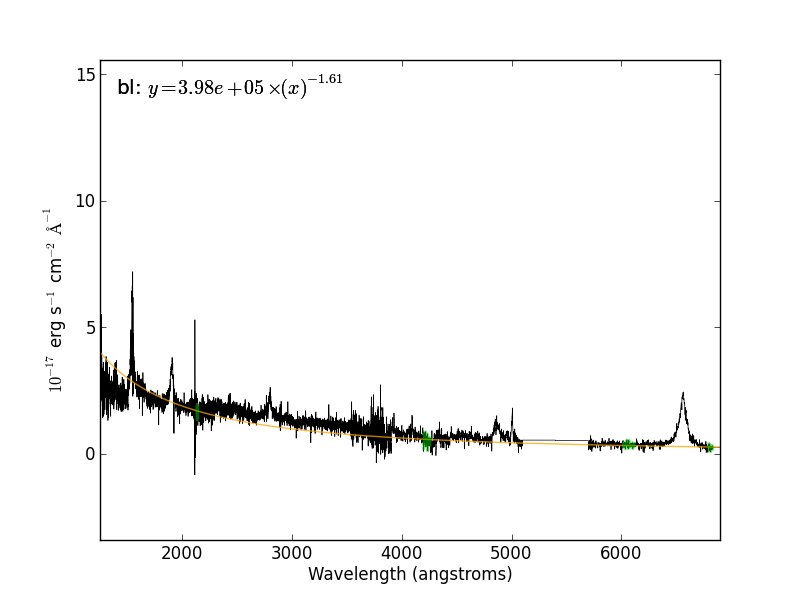 15
bl: y=3.98e+05×(x)^−1.61
10
5
0
10^−17 erg s^−1 cm^−2 Å^−1
2000 3000 4000 5000 6000
Wavelength (angstroms)